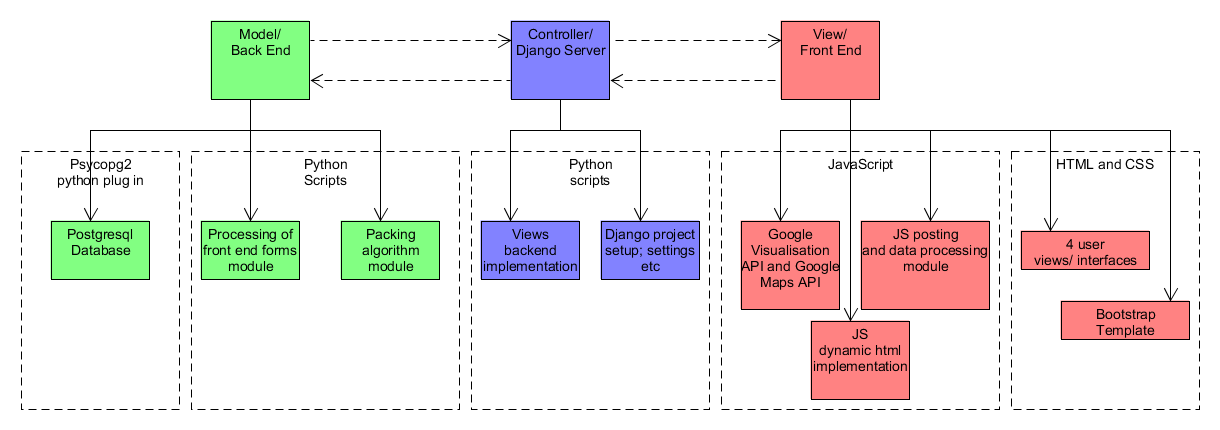 Model/
Back End
Controller/
Django Server
View/
Front End
Psycopg2
python plug in
Python
Scripts
Python
scripts
JavaScript
HTML and CSS
Postgresql
Database
Processing of
front end forms
module
Packing
algorithm
module
Views
backend
implementation
Django project
setup; settings
etc
Google
Visualisation
API and Google
Maps API
JS posting
and data processing
module
4 user
views/ interfaces
JS
dynamic html
implementation
Bootstrap
Template